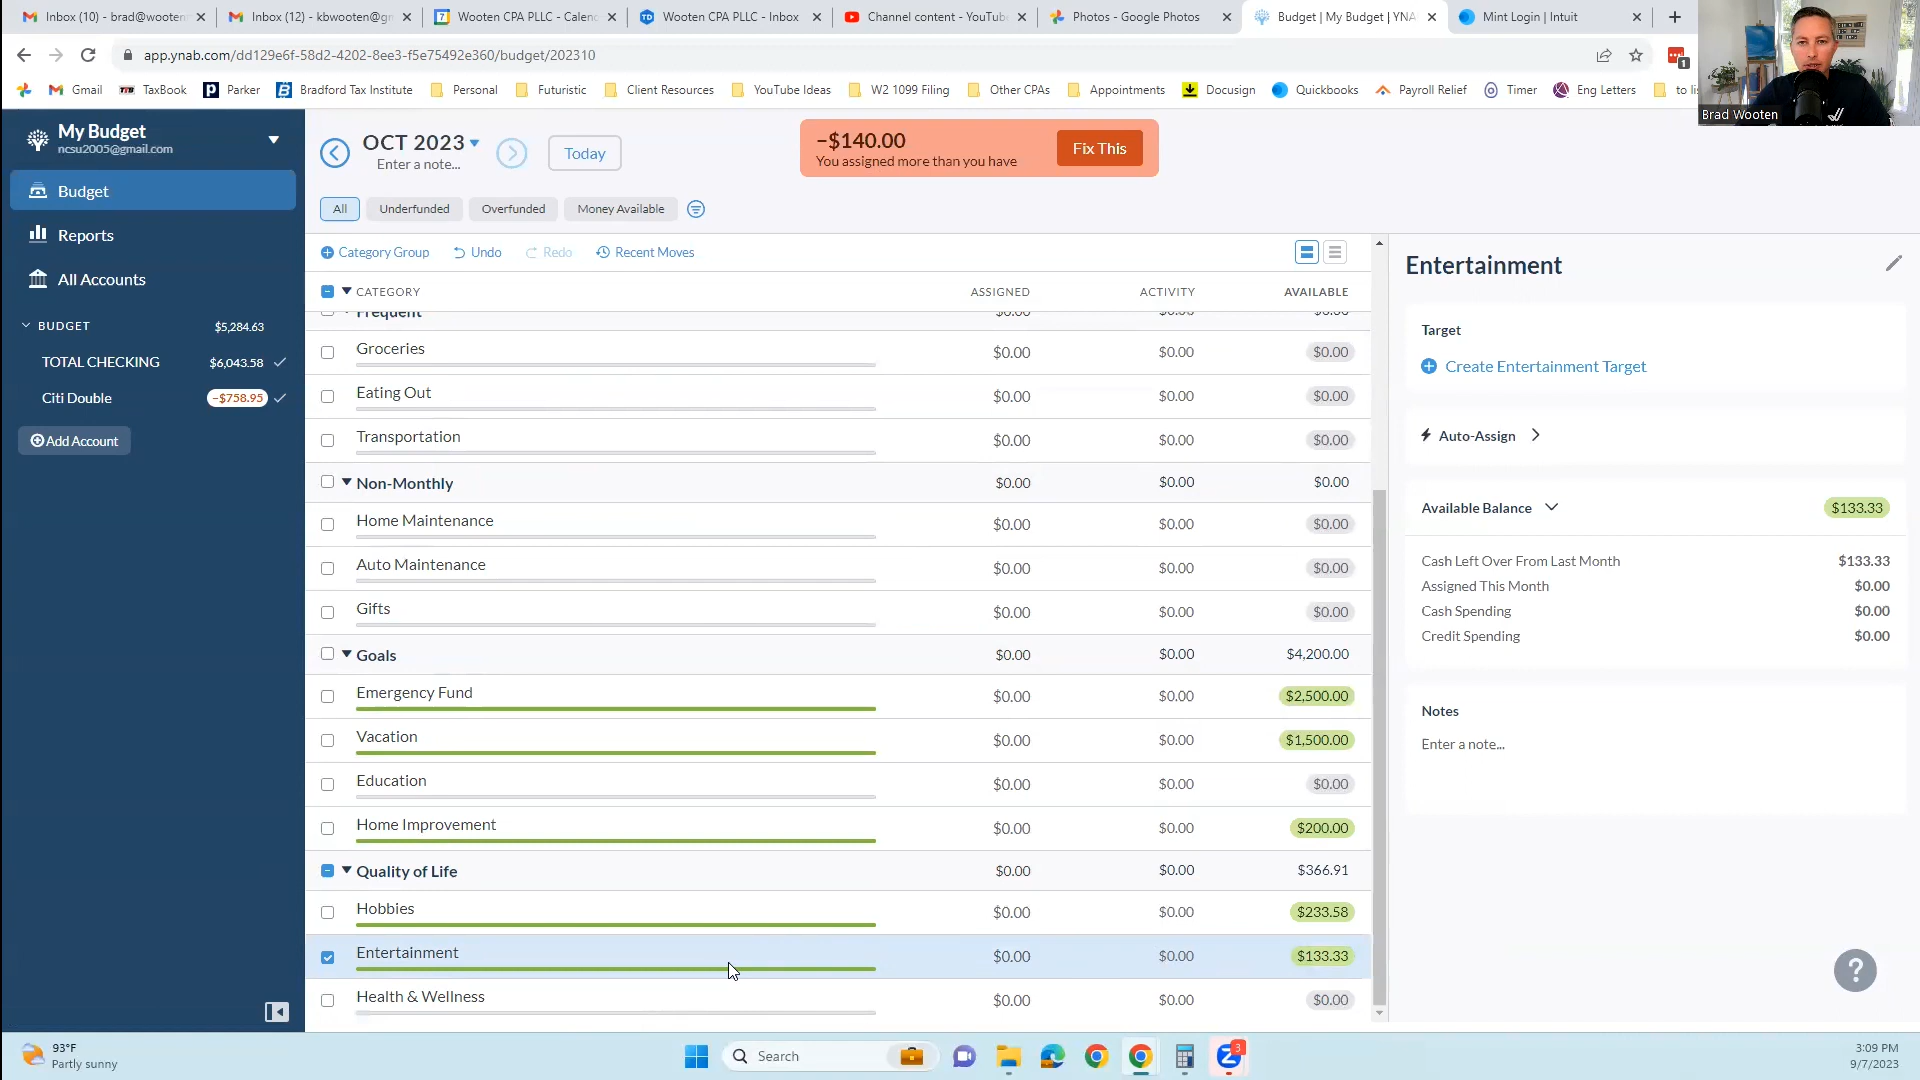 Inbox (10) - brad@wooten
Inbox (12) - kbwooten@gm
Wooten CPA PLLC - Calenc
Wooten CPA PLLC - Inbox
Channel content - YouTube
Photos - Google Photos
Budget | My Budget | YNA
Mint Login | Intuit
app.ynab.com/dd129e6f-58d2-4202-8ee3-f5e75492e360/budget/202310
1
Gmail
TaxBook
Parker
Bradford Tax Institute
Personal
Futuristic
Client Resources
YouTube Ideas
W2 1099 Filing
Other CPAs
Appointments
Docusign
Quickbooks
Payroll Relief
Timer
Eng Letters
to li
Brad Wooten
My Budget
ncsu2005@gmail.com
Budget
Reports
All Accounts
BUDGET $5,284.63
TOTAL CHECKING $6,043.58
Citi Double -$758.95
Add Account
OCT 2023
Enter a note...
Today
-$140.00
You assigned more than you have
Fix This
All
Underfunded
Overfunded
Money Available
Category Group
Undo
Redo
Recent Moves
CATEGORY ASSIGNED ACTIVITY AVAILABLE
Frequent $0.00 $0.00 $0.00
Groceries $0.00 $0.00 $0.00
Eating Out $0.00 $0.00 $0.00
Transportation $0.00 $0.00 $0.00
Non-Monthly $0.00 $0.00 $0.00
Home Maintenance $0.00 $0.00 $0.00
Auto Maintenance $0.00 $0.00 $0.00
Gifts $0.00 $0.00 $0.00
Goals $0.00 $0.00 $4,200.00
Emergency Fund $0.00 $0.00 $2,500.00
Vacation $0.00 $0.00 $1,500.00
Education $0.00 $0.00 $0.00
Home Improvement $0.00 $0.00 $200.00
Quality of Life $0.00 $0.00 $366.91
Hobbies $0.00 $0.00 $233.58
Entertainment $0.00 $0.00 $133.33
Health & Wellness $0.00 $0.00 $0.00
Entertainment
Target
Create Entertainment Target
Auto-Assign
Available Balance $133.33
Cash Left Over From Last Month $133.33
Assigned This Month $0.00
Cash Spending $0.00
Credit Spending $0.00
Notes
Enter a note...
?
93°F
Partly sunny
Search
3
3:09 PM
9/7/2023